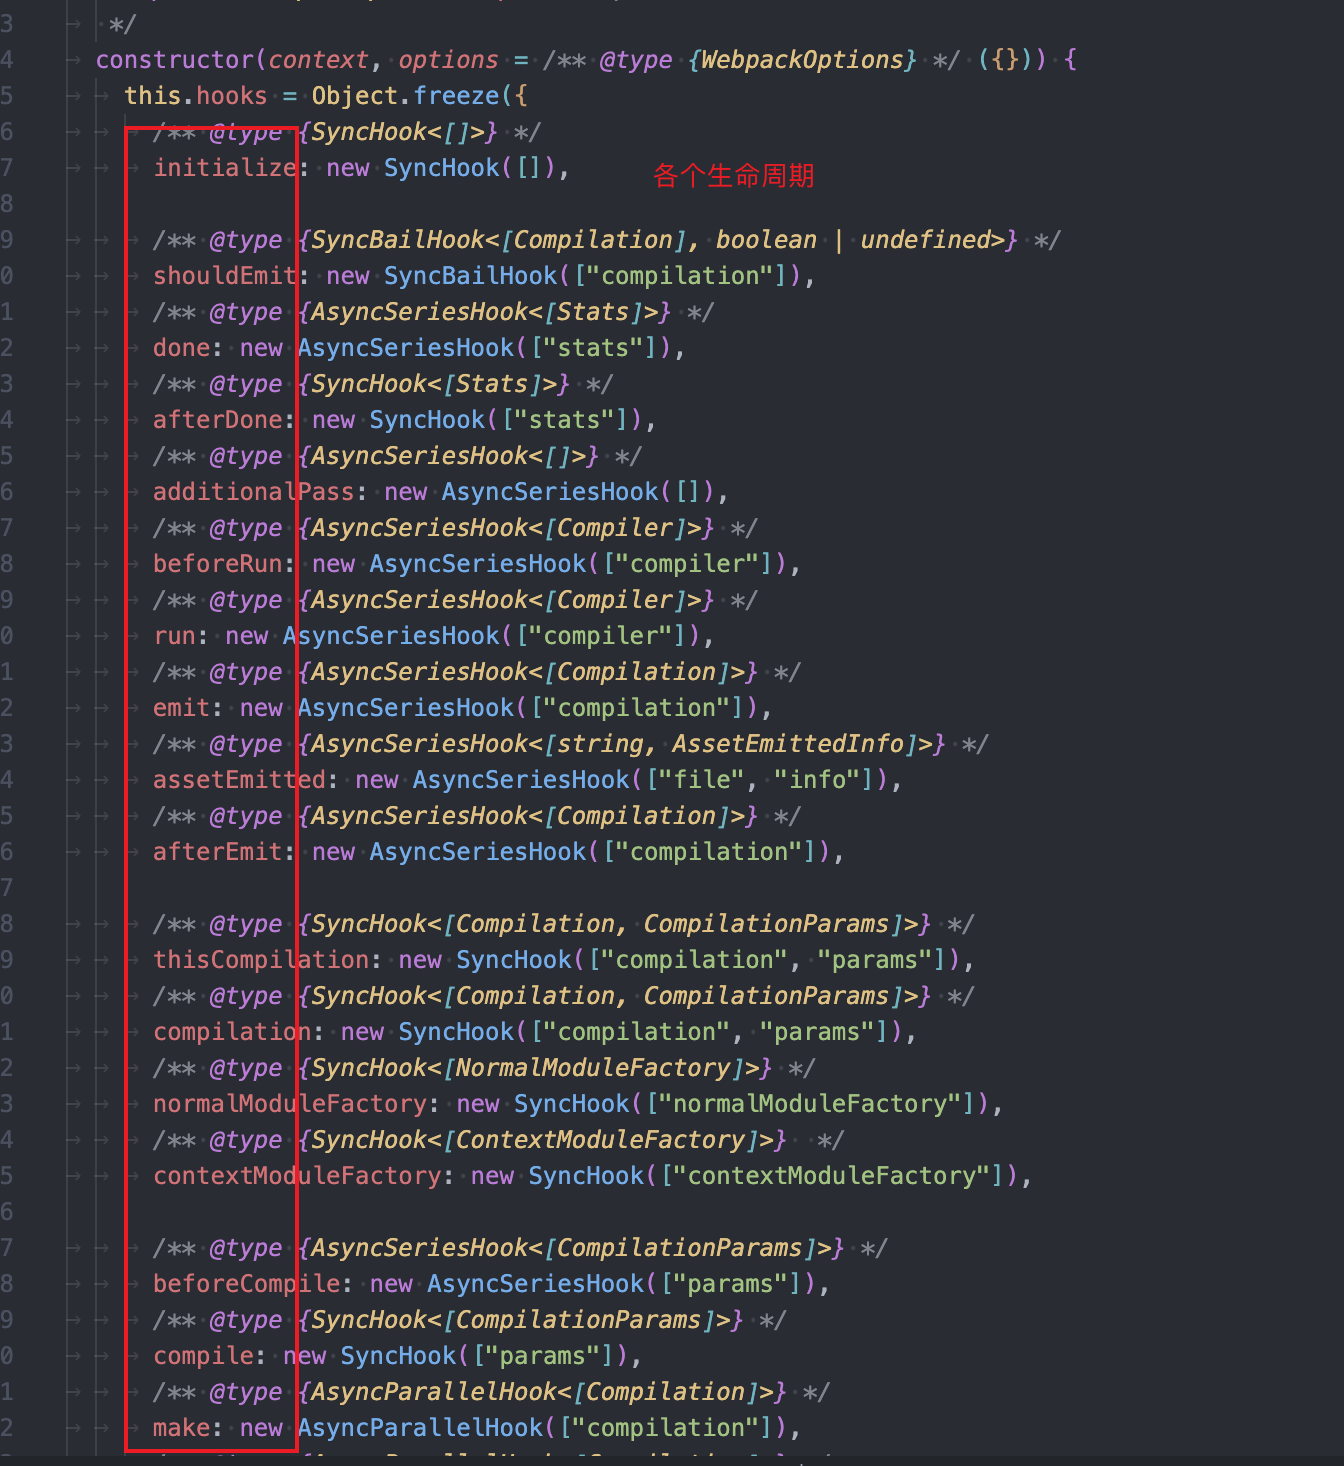 3 */
4 constructor(context, options = /** @type {WebpackOptions} */ ({})) {
5 this.hooks = Object.freeze({
6 /** @type {SyncHook<[]>} */
7 initialize: new SyncHook([]), 各个生命周期
8
9 /** @type {SyncBailHook<[Compilation], boolean | undefined>} */
0 shouldEmit: new SyncBailHook(["compilation"]),
1 /** @type {AsyncSeriesHook<[Stats]>} */
2 done: new AsyncSeriesHook(["stats"]),
3 /** @type {SyncHook<[Stats]>} */
4 afterDone: new SyncHook(["stats"]),
5 /** @type {AsyncSeriesHook<[]>} */
6 additionalPass: new AsyncSeriesHook([]),
7 /** @type {AsyncSeriesHook<[Compiler]>} */
8 beforeRun: new AsyncSeriesHook(["compiler"]),
9 /** @type {AsyncSeriesHook<[Compiler]>} */
0 run: new AsyncSeriesHook(["compiler"]),
1 /** @type {AsyncSeriesHook<[Compilation]>} */
2 emit: new AsyncSeriesHook(["compilation"]),
3 /** @type {AsyncSeriesHook<[string, AssetEmittedInfo]>} */
4 assetEmitted: new AsyncSeriesHook(["file", "info"]),
5 /** @type {AsyncSeriesHook<[Compilation]>} */
6 afterEmit: new AsyncSeriesHook(["compilation"]),
7
8 /** @type {SyncHook<[Compilation, CompilationParams]>} */
9 thisCompilation: new SyncHook(["compilation", "params"]),
0 /** @type {SyncHook<[Compilation, CompilationParams]>} */
1 compilation: new SyncHook(["compilation", "params"]),
2 /** @type {SyncHook<[NormalModuleFactory]>} */
3 normalModuleFactory: new SyncHook(["normalModuleFactory"]),
4 /** @type {SyncHook<[ContextModuleFactory]>}  */
5 contextModuleFactory: new SyncHook(["contextModuleFactory"]),
6
7 /** @type {AsyncSeriesHook<[CompilationParams]>} */
8 beforeCompile: new AsyncSeriesHook(["params"]),
9 /** @type {SyncHook<[CompilationParams]>} */
0 compile: new SyncHook(["params"]),
1 /** @type {AsyncParallelHook<[Compilation]>} */
2 make: new AsyncParallelHook(["compilation"]),